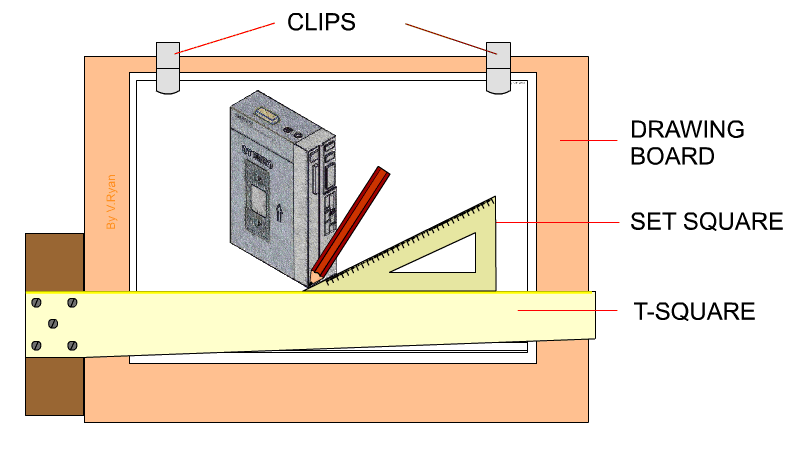 CLIPS
DRAWING
BOARD
By V.Ryan
SET SQUARE
T-SQUARE